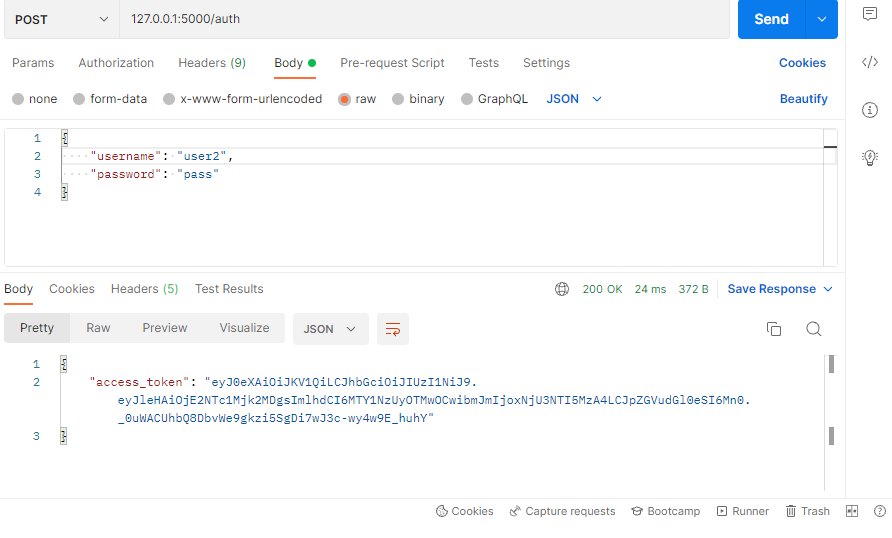 POST 127.0.0.1:5000/auth Send
Params Authorization Headers (9) Body Pre-request Script Tests Settings Cookies
none form-data x-www-form-urlencoded raw binary GraphQL JSON Beautify
1 {
2 "username": "user2",
3 "password": "pass"
4 }
Body Cookies Headers (5) Test Results 200 OK 24 ms 372 B Save Response
Pretty Raw Preview Visualize JSON
1 {
2 "access_token": "eyJ0eXAiOiJKV1QiLCJhbGciOiJIUzI1NiJ9.
eyJleHAiOjE2NTc1Mjk2MDgsImlhdCI6MTY1NzUyOTMwOCwibmJmIjoxNjU3NTI5MzA4LCJpZGVudGl0eSI6Mn0.
_0uWACUhbQ8DbvWe9gkzi5SgDi7wJ3c-wy4w9E_huhY"
3 }
Cookies Capture requests Bootcamp Runner Trash